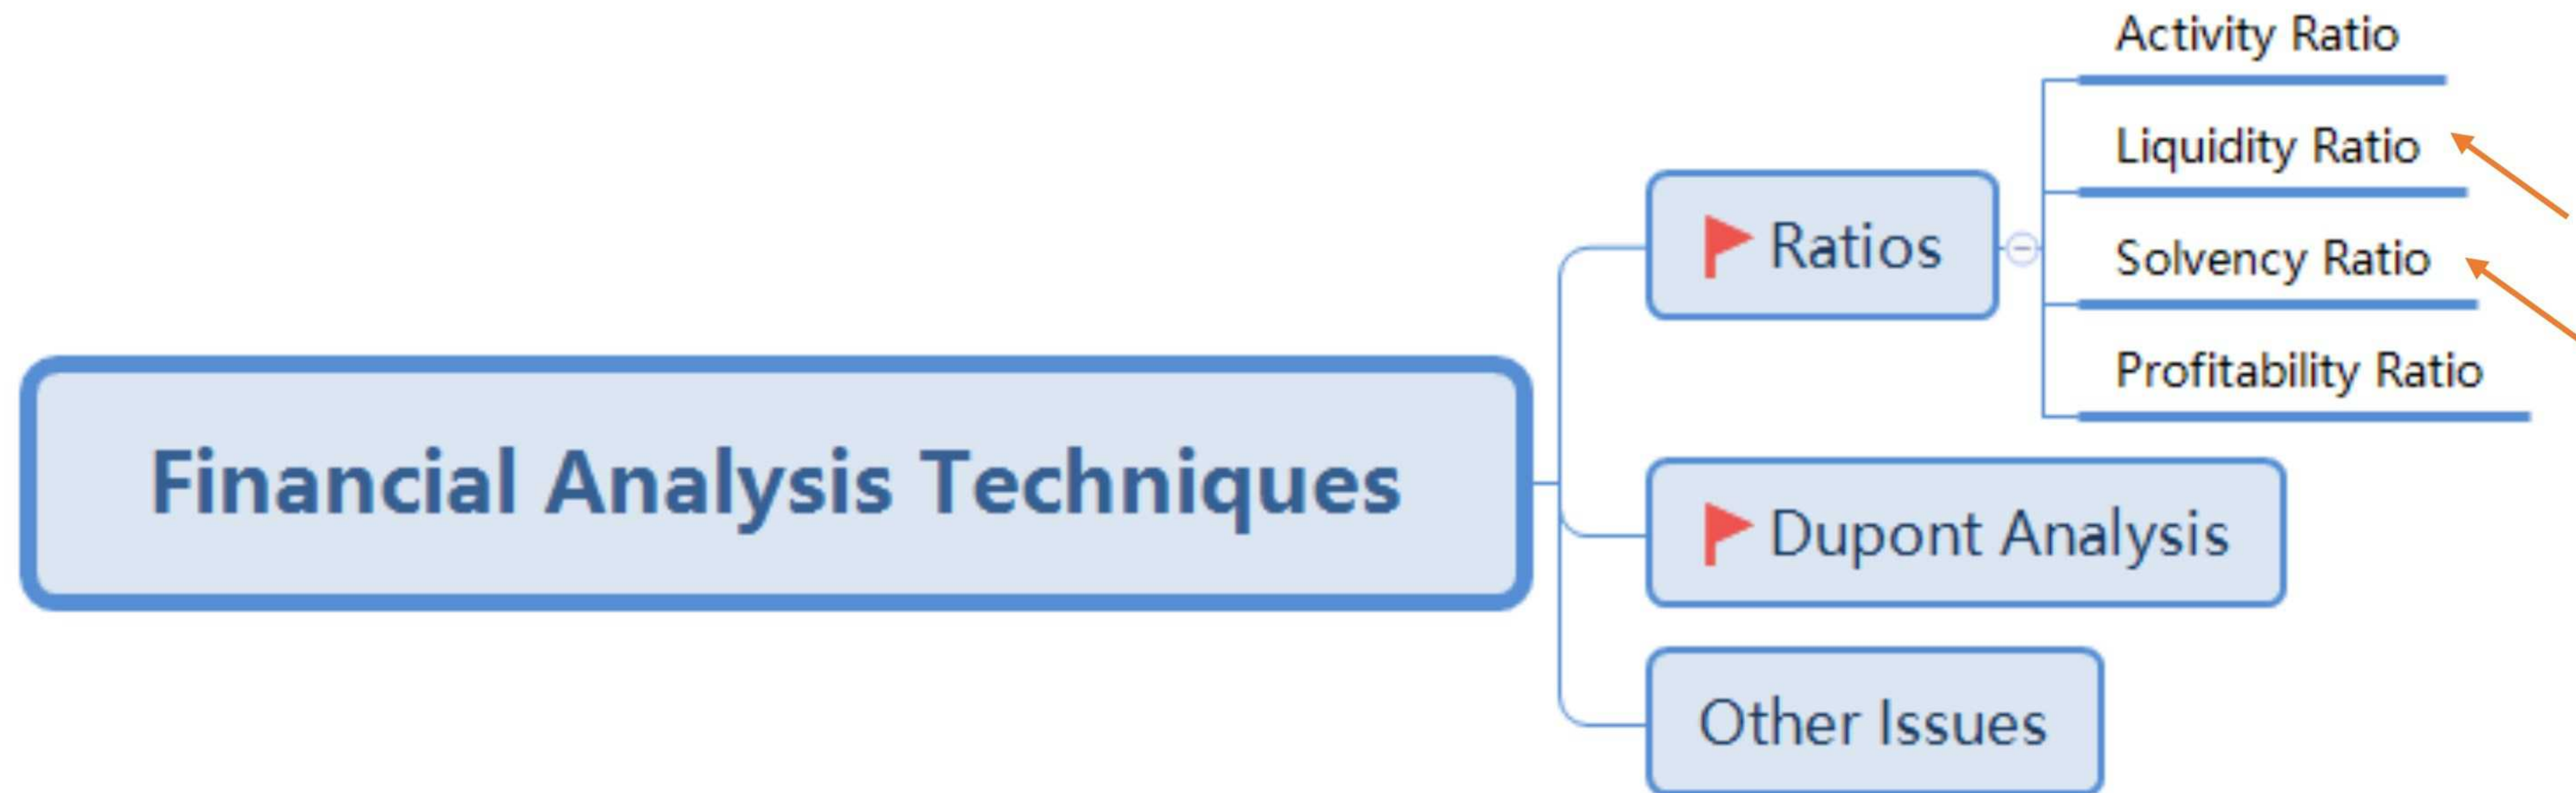 Activity Ratio
Liquidity Ratio
Ratios
Solvency Ratio
Profitability Ratio
Financial Analysis Techniques
Dupont Analysis
Other Issues